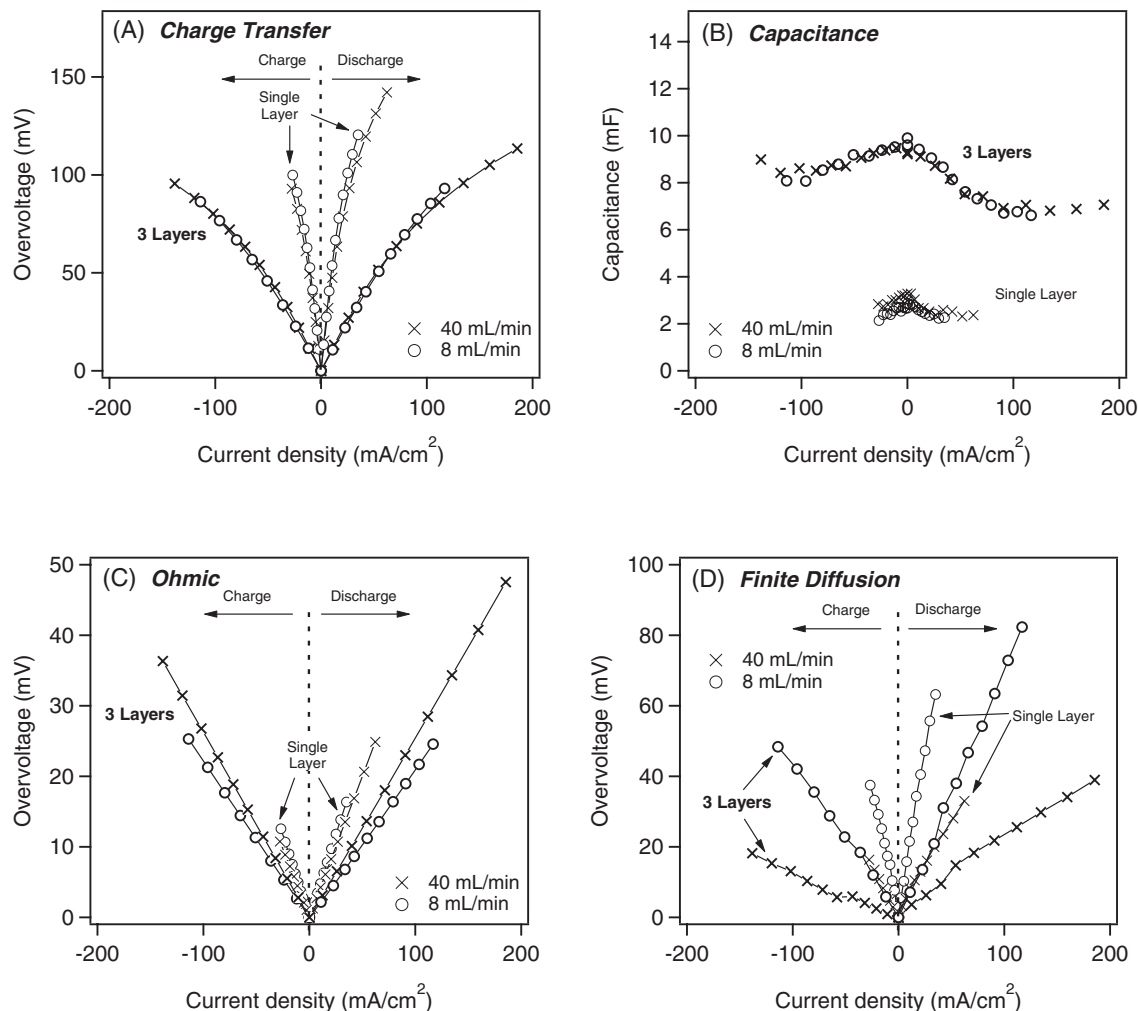 (A) Charge Transfer
Charge Discharge
Single
Layer
3 Layers
× 40 mL/min
○ 8 mL/min
Overvoltage (mV)
150
100
50
0
-200 -100 0 100 200
Current density (mA/cm²)
(B) Capacitance
3 Layers
Single Layer
× 40 mL/min
○ 8 mL/min
Capacitance (mF)
14
12
10
8
6
4
2
0
-200 -100 0 100 200
Current density (mA/cm²)
(C) Ohmic
Charge Discharge
3 Layers
Single
Layer
× 40 mL/min
○ 8 mL/min
Overvoltage (mV)
50
40
30
20
10
0
-200 -100 0 100 200
Current density (mA/cm²)
(D) Finite Diffusion
Charge Discharge
× 40 mL/min
○ 8 mL/min
Single Layer
3 Layers
Overvoltage (mV)
100
80
60
40
20
0
-200 -100 0 100 200
Current density (mA/cm²)